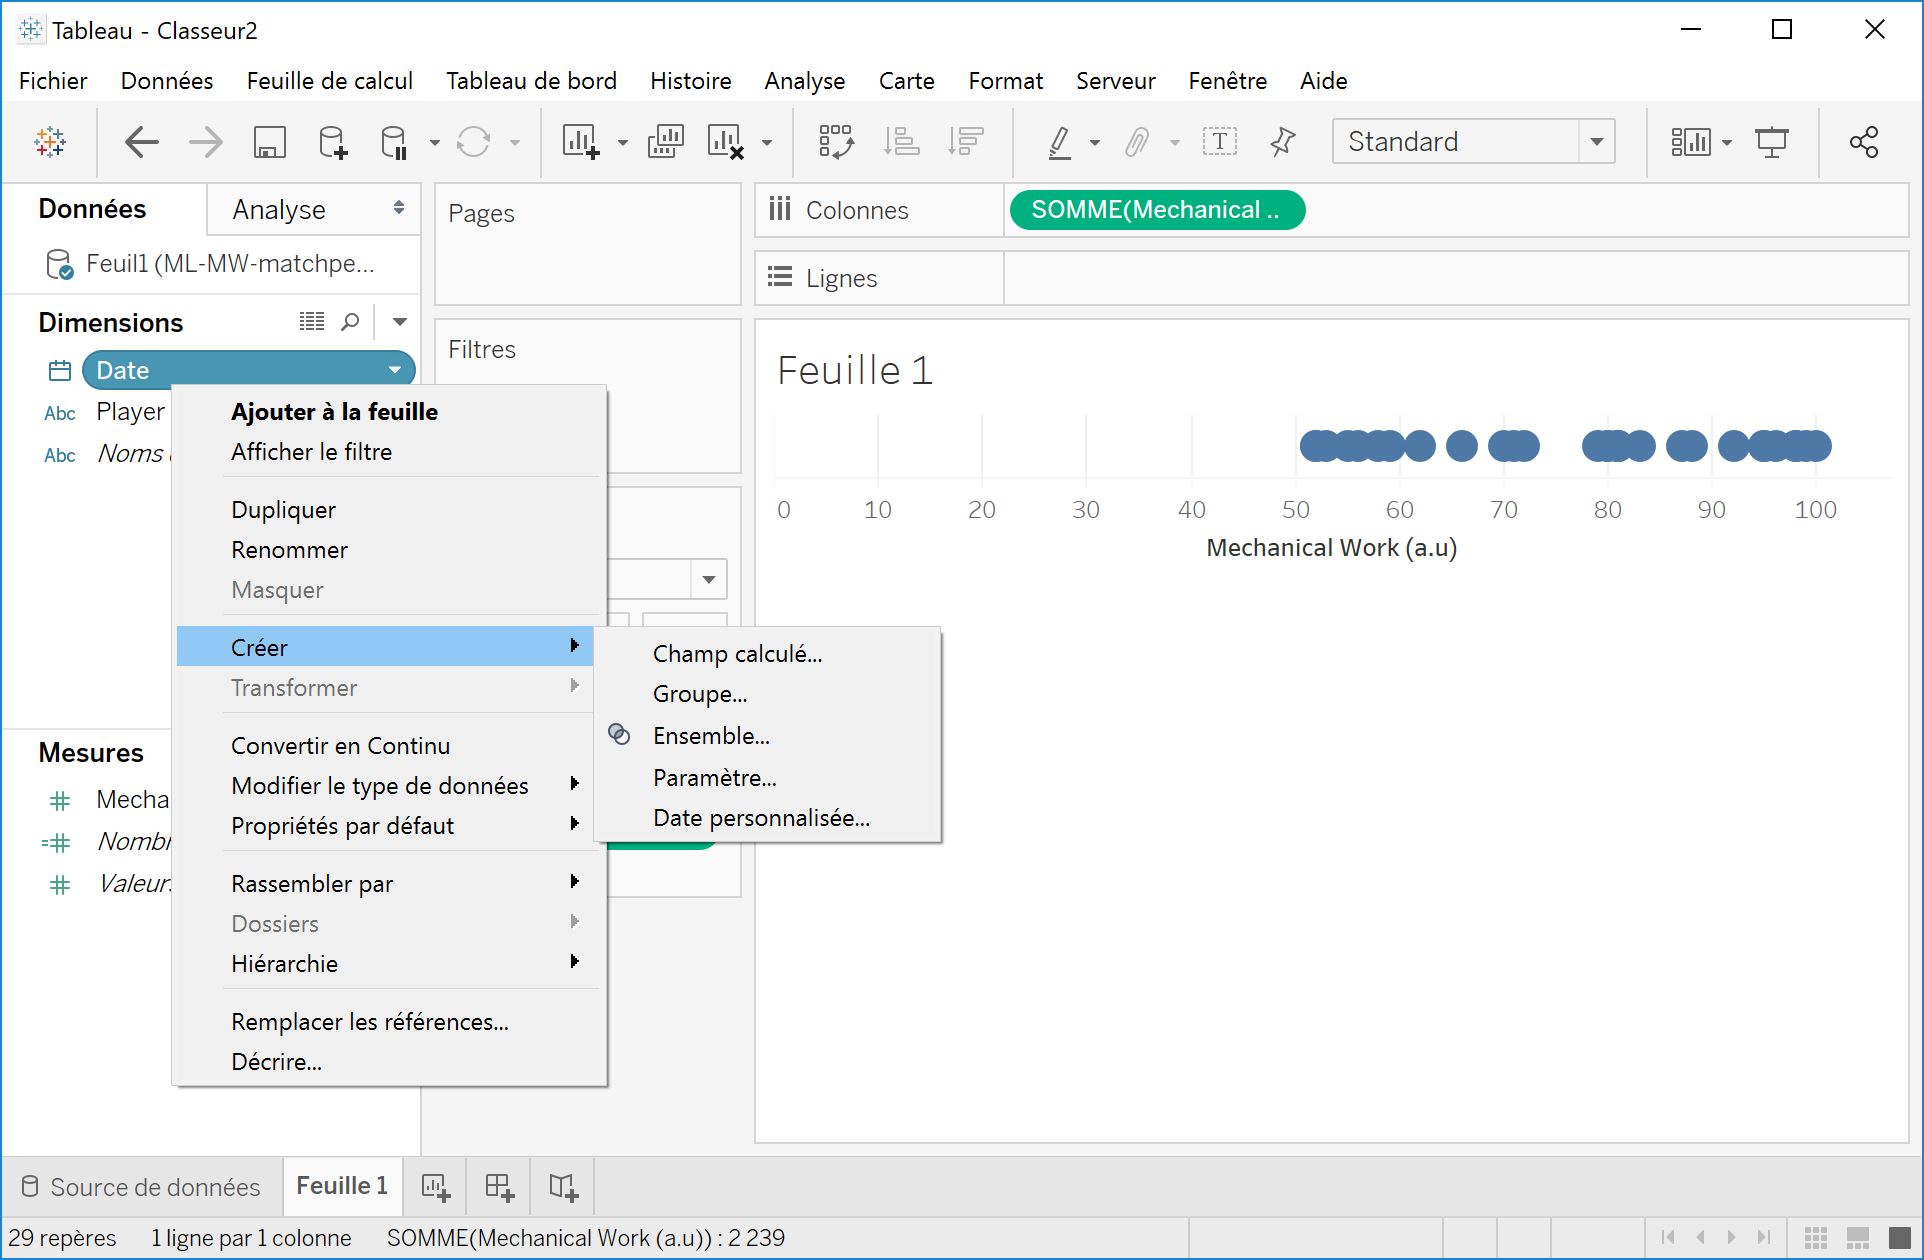 Tableau - Classeur2
Fichier Données Feuille de calcul Tableau de bord Histoire Analyse Carte Format Serveur Fenêtre Aide
T Standard
Données Analyse
Feuil1 (ML-MW-matchpe...
Dimensions
Date
Abc Player
Abc Noms
Mesures
Mecha
Nombr
Valeurs
Ajouter à la feuille
Afficher le filtre
Dupliquer
Renommer
Masquer
Créer
Transformer
Convertir en Continu
Modifier le type de données
Propriétés par défaut
Rassembler par
Dossiers
Hiérarchie
Remplacer les références...
Décrire...
Champ calculé...
Groupe...
Ensemble...
Paramètre...
Date personnalisée...
Pages
Filtres
Colonnes SOMME(Mechanical ..
Lignes
Feuille 1
0 10 20 30 40 50 60 70 80 90 100
Mechanical Work (a.u)
Source de données Feuille 1
29 repères 1 ligne par 1 colonne SOMME(Mechanical Work (a.u)) : 2 239